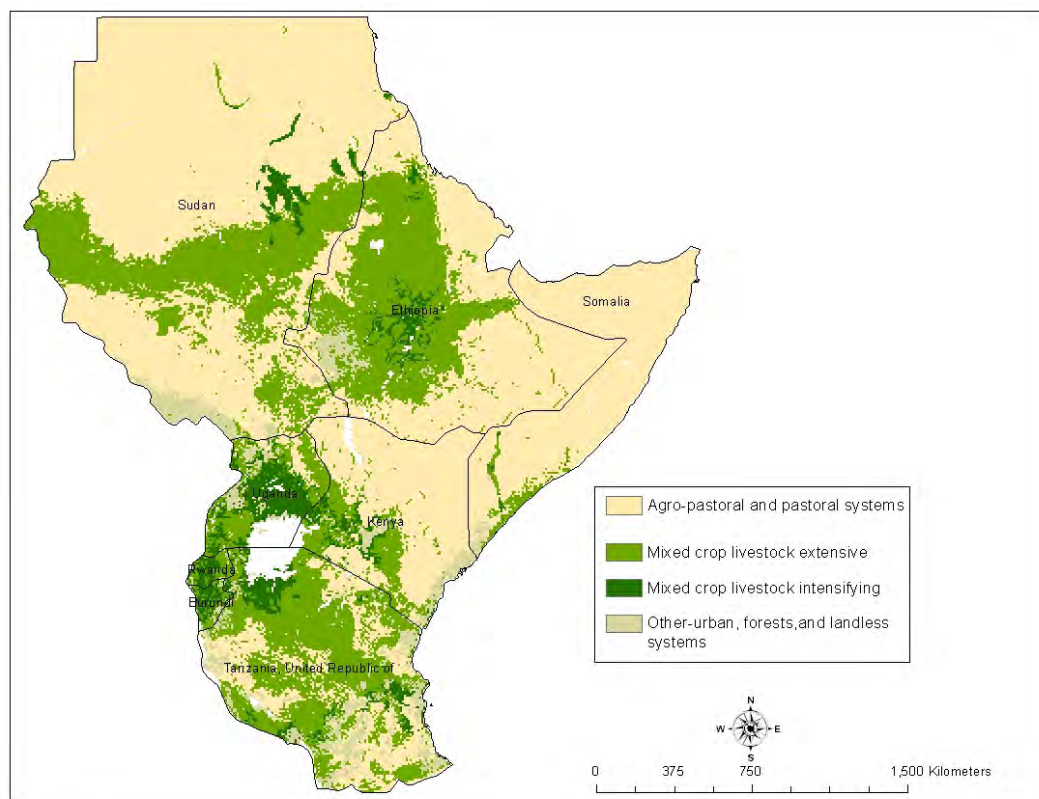 Sudan
Ethiopia
Somalia
Uganda
Kenya
Rwanda
Burundi
Tanzania, United Republic of
Agro-pastoral and pastoral systems
Mixed crop livestock extensive
Mixed crop livestock intensifying
Other-urban, forests,and landless
systems
N
W E
S
0 375 750 1,500 Kilometers